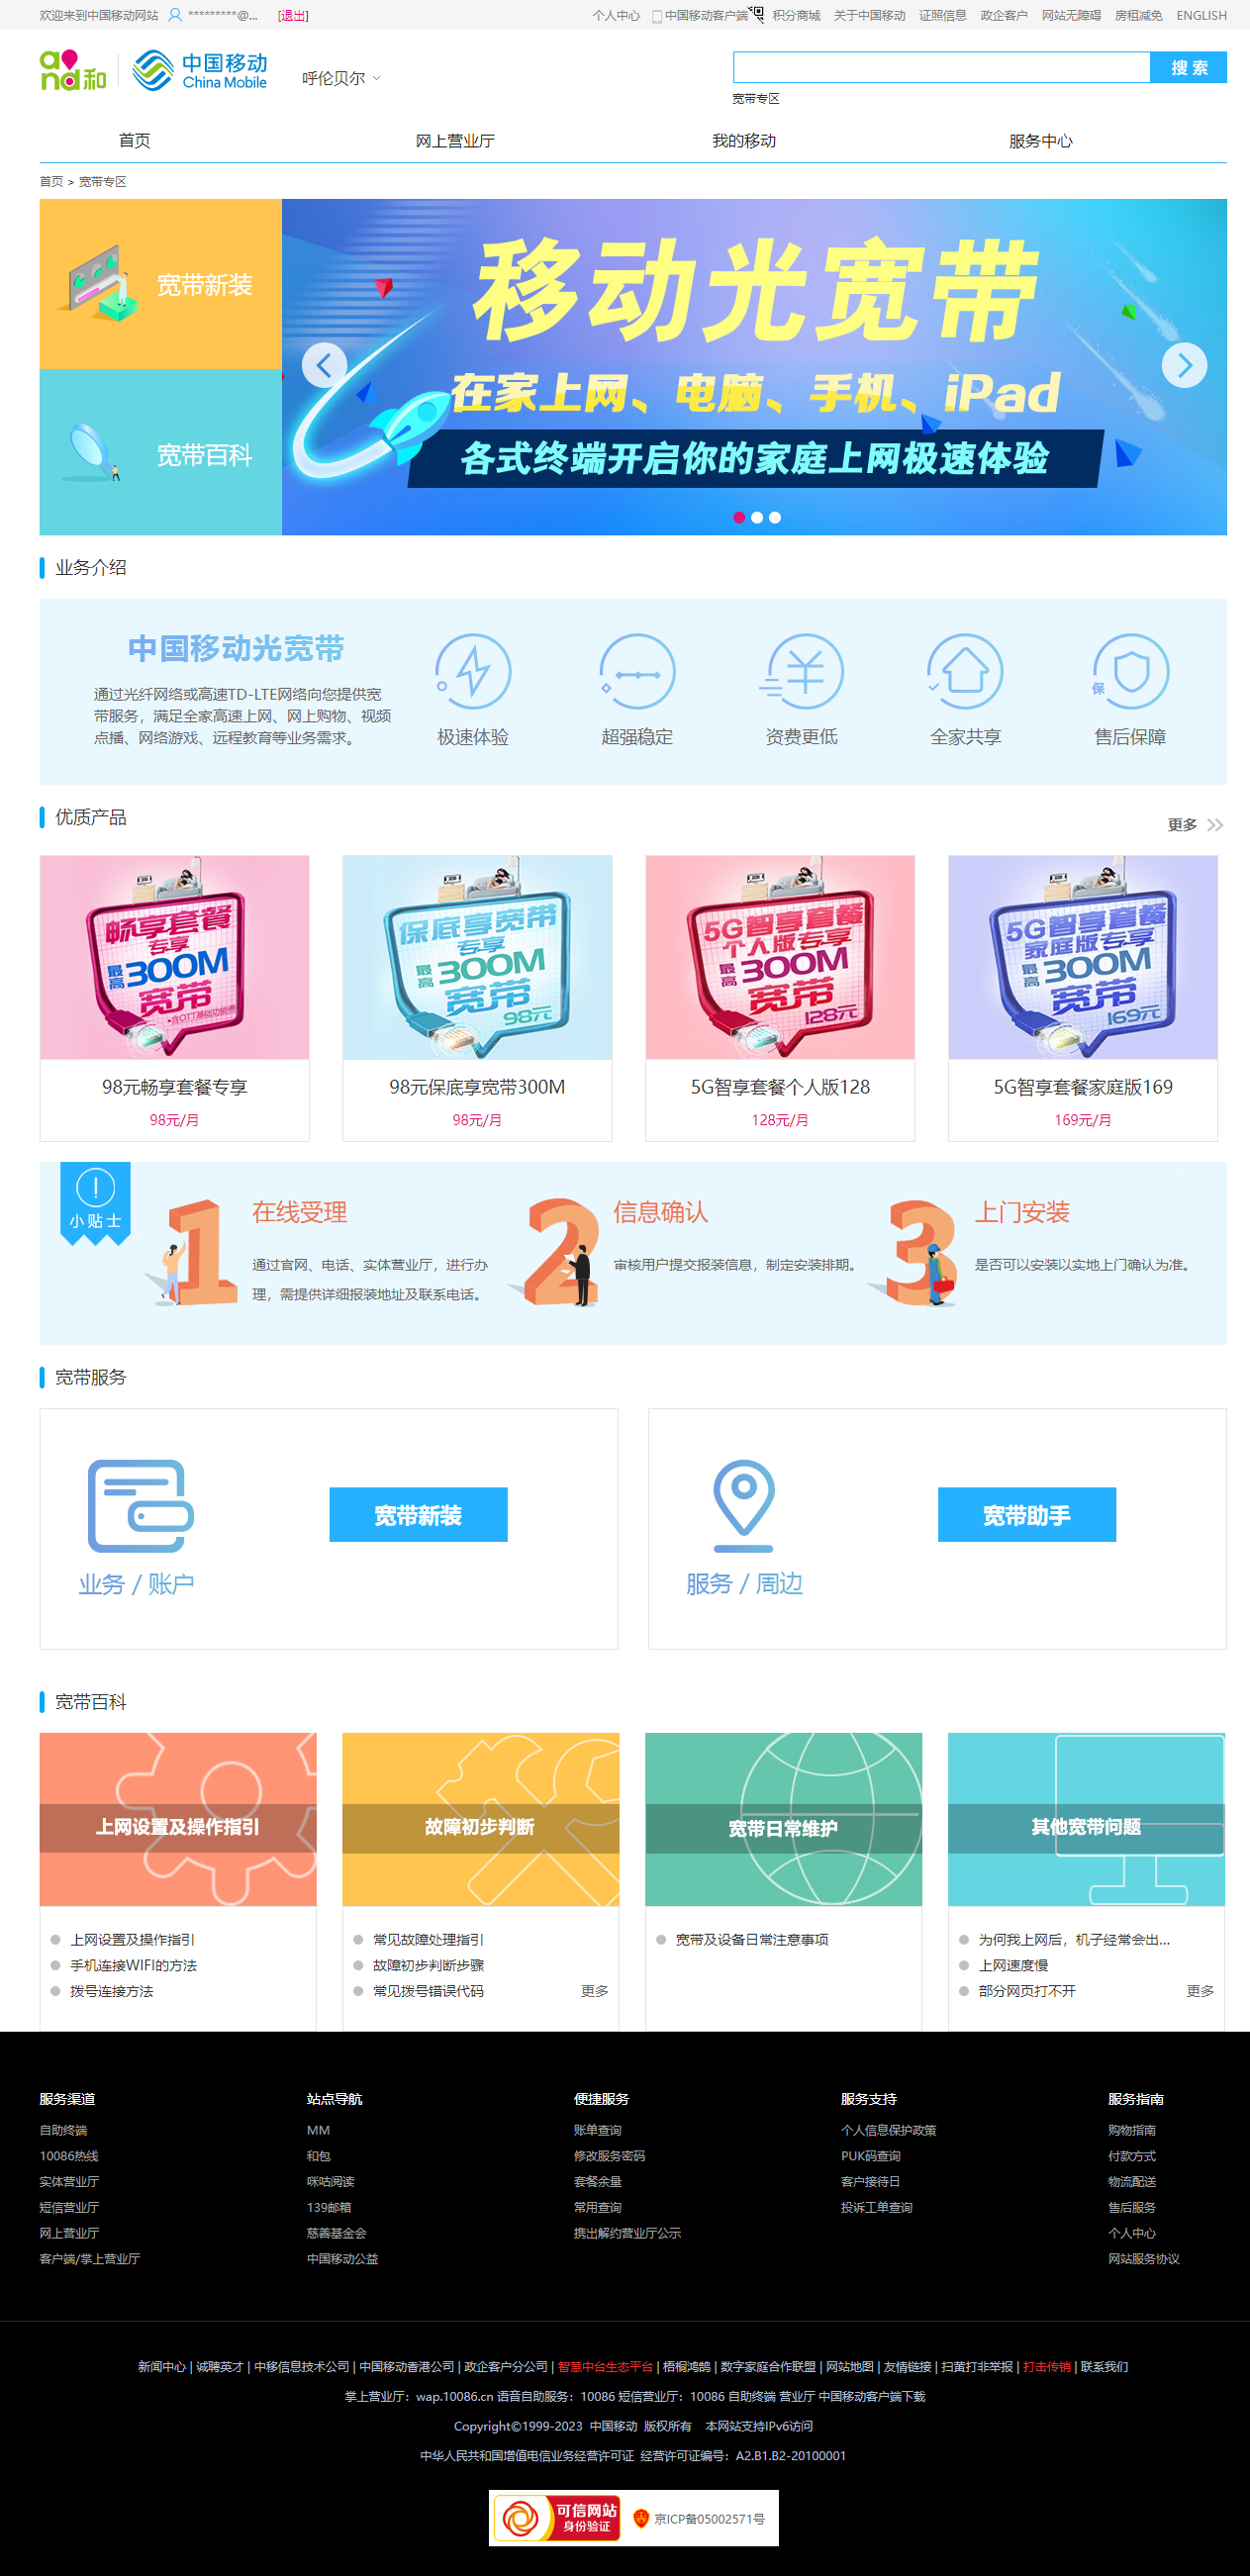 欢迎来到中国移动网站 *********@... [退出] 个人中心 中国移动客户端 积分商城 关于中国移动 证照信息 政企客户 网站无障碍 房租减免 ENGLISH
and和 中国移动 China Mobile 呼伦贝尔 搜 索
宽带专区
首页 网上营业厅 我的移动 服务中心
首页 > 宽带专区
宽带新装
宽带百科
移动光宽带
在家上网、电脑、手机、iPad
各式终端开启你的家庭上网极速体验
业务介绍
中国移动光宽带
通过光纤网络或高速TD-LTE网络向您提供宽
带服务，满足全家高速上网、网上购物、视频
点播、网络游戏、远程教育等业务需求。
极速体验 超强稳定 资费更低 全家共享 保 售后保障
优质产品
更多
畅享套餐
专享
最高300M
宽带
•含OTT基础功能费
保底享宽带
专享
最高300M
宽带
98元
5G智享套餐
个人版专享
最高300M
宽带
128元
5G智享套餐
家庭版专享
最高300M
宽带
169元
98元畅享套餐专享 98元保底享宽带300M 5G智享套餐个人版128 5G智享套餐家庭版169
98元/月 98元/月 128元/月 169元/月
小贴士
1 在线受理
通过官网、电话、实体营业厅，进行办
理，需提供详细报装地址及联系电话。
2 信息确认
审核用户提交报装信息，制定安装排期。
3 上门安装
是否可以安装以实地上门确认为准。
宽带服务
业务 / 账户 宽带新装
服务 / 周边 宽带助手
宽带百科
上网设置及操作指引
上网设置及操作指引
手机连接WIFI的方法
拨号连接方法
故障初步判断
常见故障处理指引
故障初步判断步骤
常见拨号错误代码 更多
宽带日常维护
宽带及设备日常注意事项
其他宽带问题
为何我上网后，机子经常会出...
上网速度慢
部分网页打不开 更多
服务渠道
自助终端
10086热线
实体营业厅
短信营业厅
网上营业厅
客户端/掌上营业厅
站点导航
MM
和包
咪咕阅读
139邮箱
慈善基金会
中国移动公益
便捷服务
账单查询
修改服务密码
套餐余量
常用查询
携出解约营业厅公示
服务支持
个人信息保护政策
PUK码查询
客户接待日
投诉工单查询
服务指南
购物指南
付款方式
物流配送
售后服务
个人中心
网站服务协议
新闻中心 | 诚聘英才 | 中移信息技术公司 | 中国移动香港公司 | 政企客户分公司 | 智慧中台生态平台 | 梧桐鸿鹄 | 数字家庭合作联盟 | 网站地图 | 友情链接 | 扫黄打非举报 | 打击传销 | 联系我们
掌上营业厅：wap.10086.cn 语音自助服务：10086 短信营业厅：10086 自助终端 营业厅 中国移动客户端下载
Copyright©1999-2023 中国移动 版权所有 本网站支持IPv6访问
中华人民共和国增值电信业务经营许可证 经营许可证编号：A2.B1.B2-20100001
可信网站
身份验证
京ICP备05002571号